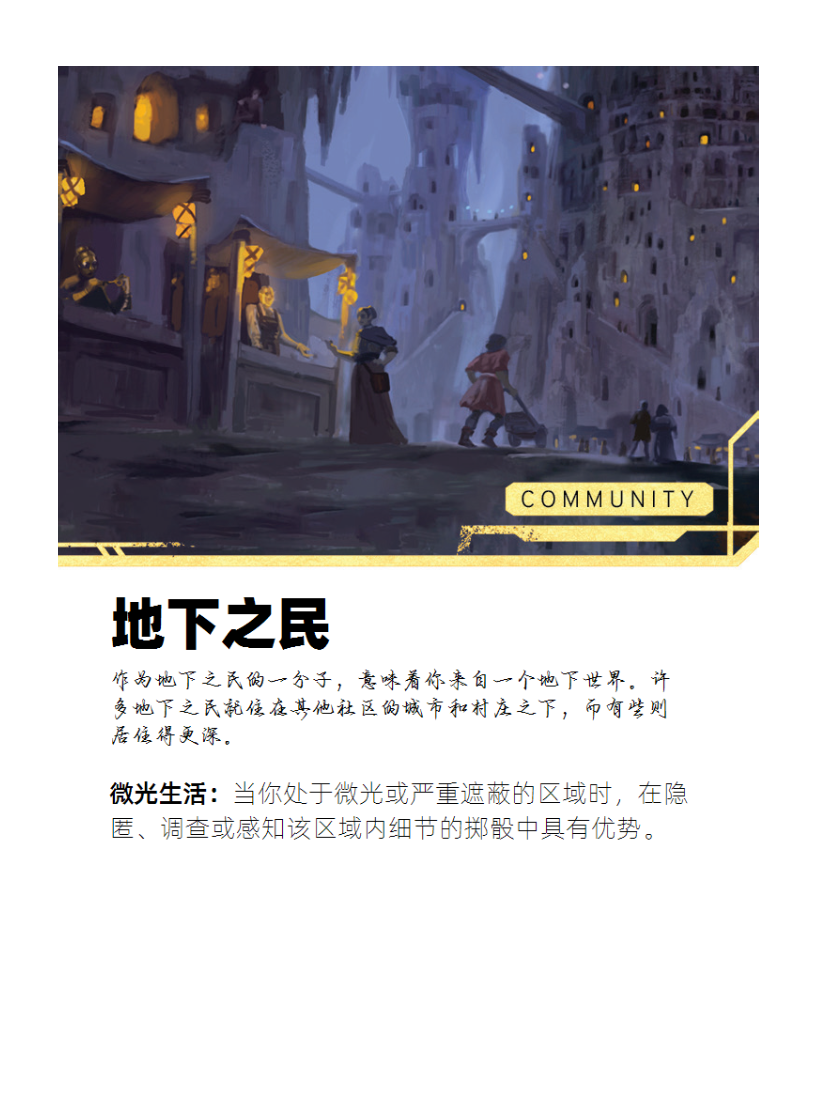 COMMUNITY
地下之民
作为地下之民的一分子，意味着你来自一个地下世界。许
多地下之民就住在其他社区的城市和村庄之下，而有些则
居住得更深。
微光生活：当你处于微光或严重遮蔽的区域时，在隐
匿、调查或感知该区域内细节的掷骰中具有优势。